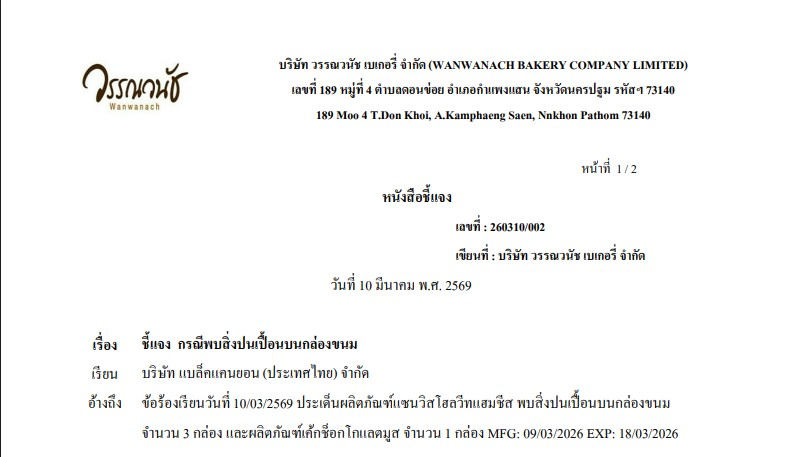 วรรณวนัช
Wanwanach
บริษัท วรรณวนัช เบเกอรี่ จำกัด (WANWANACH BAKERY COMPANY LIMITED)
เลขที่ 189 หมู่ที่ 4 ตำบลดอนข่อย อำเภอกำแพงแสน จังหวัดนครปฐม รหัสฯ 73140
189 Moo 4 T.Don Khoi, A.Kamphaeng Saen, Nnkhon Pathom 73140
หน้าที่ 1 / 2
หนังสือชี้แจง
เลขที่ : 260310/002
เขียนที่ : บริษัท วรรณวนัช เบเกอรี่ จำกัด
วันที่ 10 มีนาคม พ.ศ. 2569
เรื่อง ชี้แจง กรณีพบสิ่งปนเปื้อนบนกล่องขนม
เรียน บริษัท แบล็คแคนยอน (ประเทศไทย) จำกัด
อ้างถึง ข้อร้องเรียนวันที่ 10/03/2569 ประเด็นผลิตภัณฑ์แซนวิสโฮลวีทแฮมชีส พบสิ่งปนเปื้อนบนกล่องขนม
จำนวน 3 กล่อง และผลิตภัณฑ์เค้กช็อกโกแลตมูส จำนวน 1 กล่อง MFG: 09/03/2026 EXP: 18/03/2026